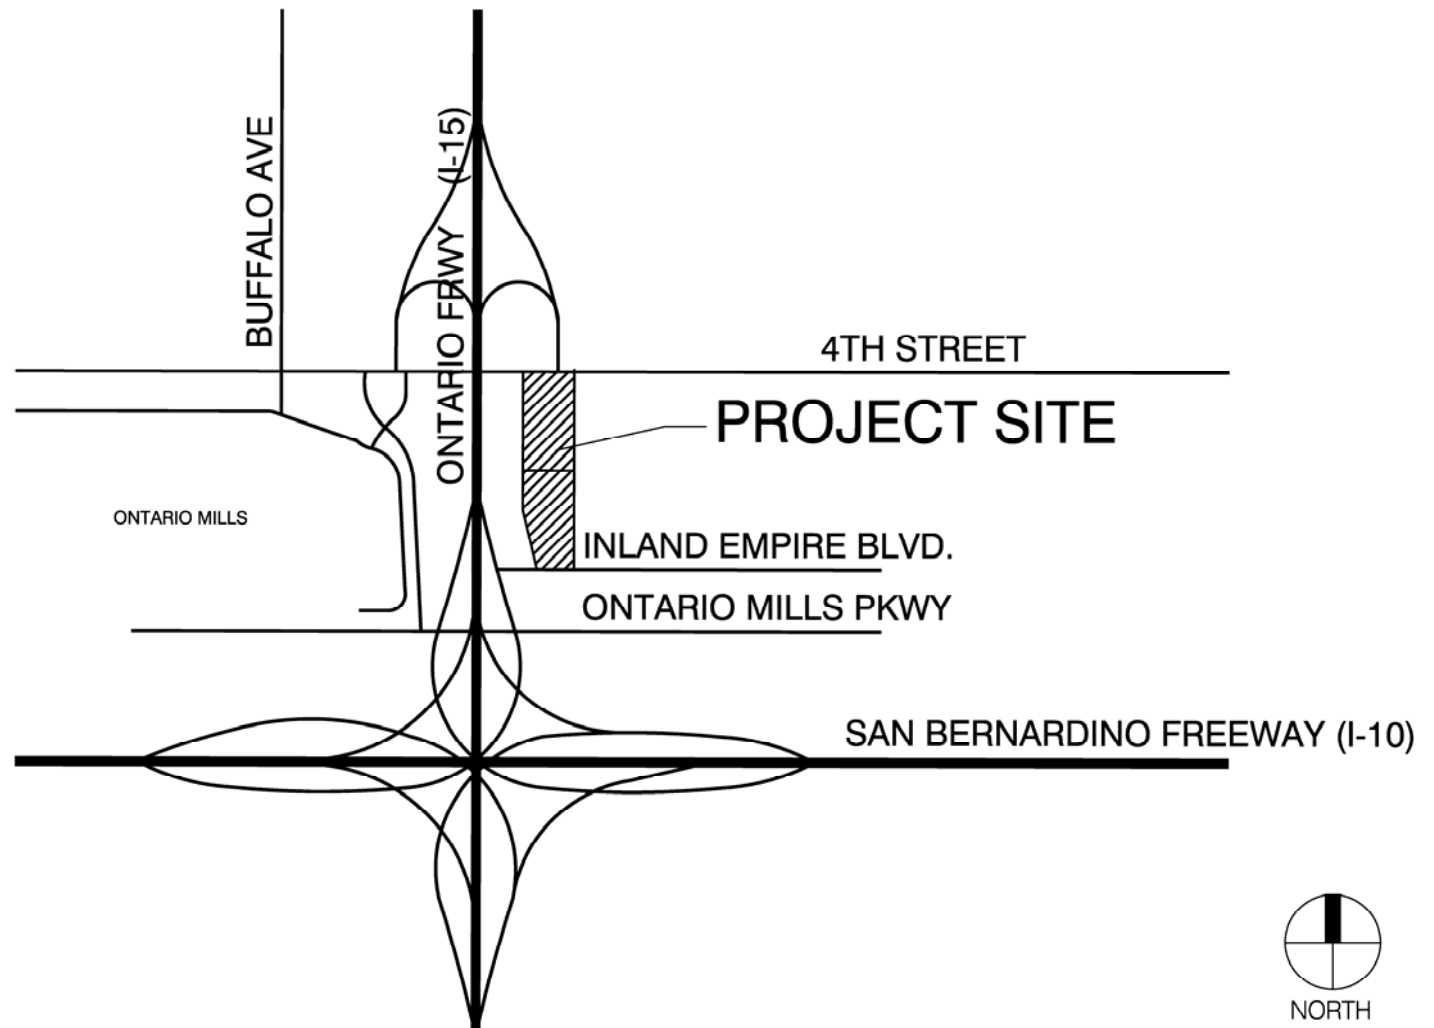 BUFFALO AVE
ONTARIO FRWY (I-15)
4TH STREET
PROJECT SITE
ONTARIO MILLS
INLAND EMPIRE BLVD.
ONTARIO MILLS PKWY
SAN BERNARDINO FREEWAY (I-10)
NORTH